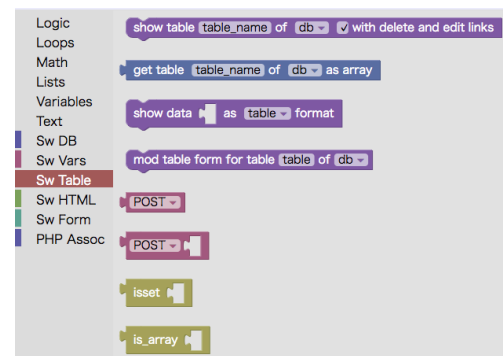 Logic
Loops
Math
Lists
Variables
Text
Sw DB
Sw Vars
Sw Table
Sw HTML
Sw Form
PHP Assoc
show table table_name of db with delete and edit links
get table table_name of db as array
show data as table format
mod table form for table table of db
POST
POST
isset
is_array